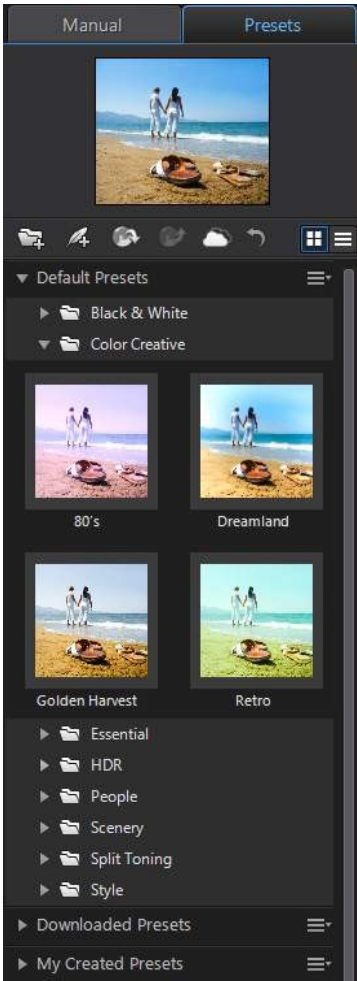 Manual Presets
Default Presets
Black & White
Color Creative
80's Dreamland
Golden Harvest Retro
Essential
HDR
People
Scenery
Split Toning
Style
Downloaded Presets
My Created Presets